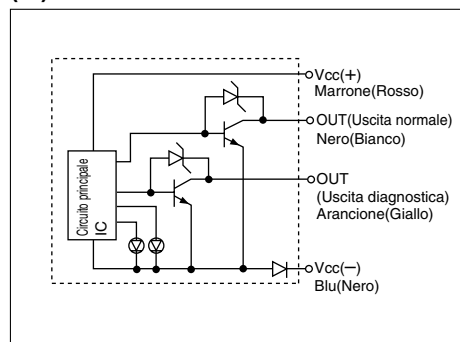 Vcc(+)
Marrone(Rosso)
OUT(Uscita normale)
Nero(Bianco)
OUT
(Uscita diagnostica)
Arancione(Giallo)
Circuito principale
IC
Vcc(−)
Blu(Nero)